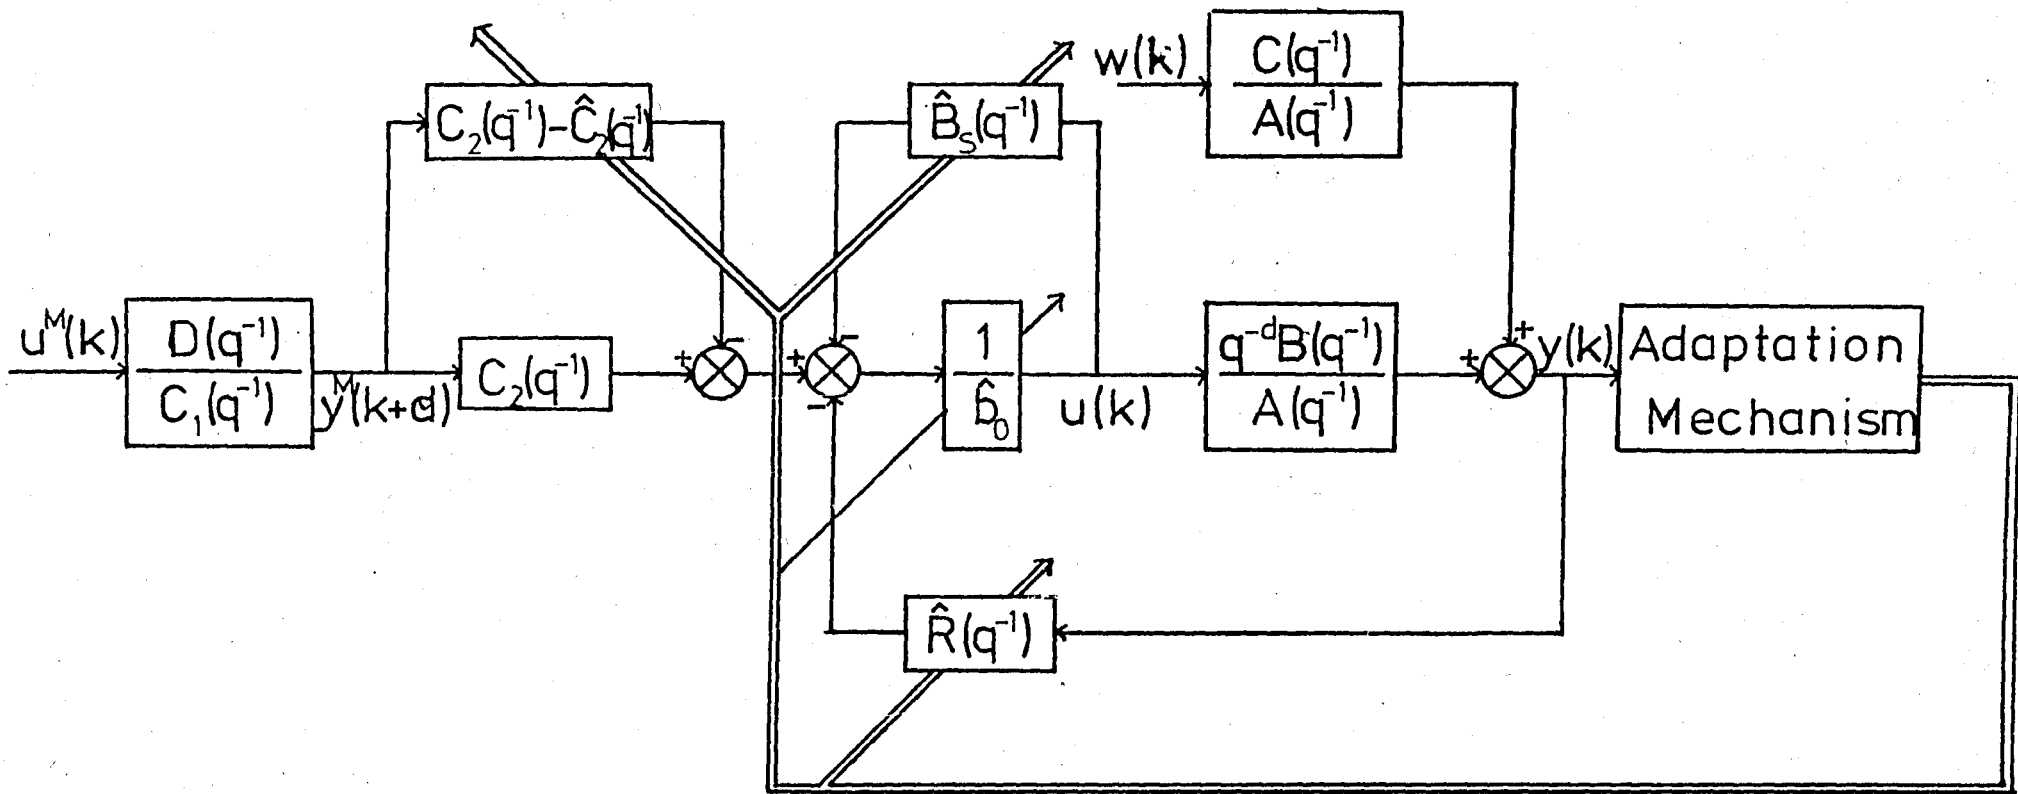 C₂(q⁻¹)-Ĉ₂(q⁻¹)
B̂ₛ(q⁻¹)
w(k)
C(q⁻¹)
A(q⁻¹)
uᴹ(k)
D(q⁻¹)
C₁(q⁻¹)
yᴹ(k+d)
C₂(q⁻¹)
+
-
+
-
-
1
b̂₀
u(k)
q⁻ᵈB(q⁻¹)
A(q⁻¹)
+
+
y(k)
Adaptation
Mechanism
R̂(q⁻¹)